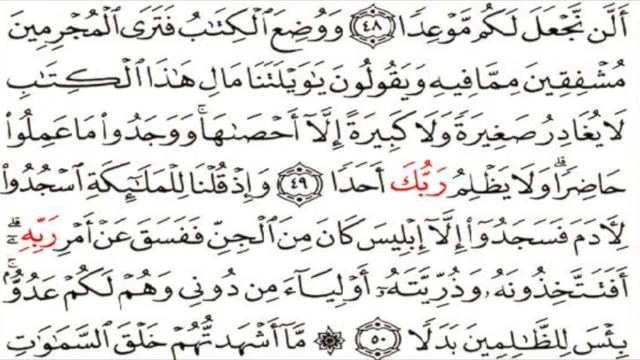 أَلَّن نَّجْعَلَ لَكُم مَّوْعِدًا ﴿٤٨﴾ وَوُضِعَ ٱلْكِتَٰبُ فَتَرَى ٱلْمُجْرِمِينَ
مُشْفِقِينَ مِمَّا فِيهِ وَيَقُولُونَ يَٰوَيْلَتَنَا مَالِ هَٰذَا ٱلْكِتَٰبِ
لَا يُغَادِرُ صَغِيرَةً وَلَا كَبِيرَةً إِلَّآ أَحْصَىٰهَا ۚ وَوَجَدُوا۟ مَا عَمِلُوا۟
حَاضِرًا ۗ وَلَا يَظْلِمُ رَبُّكَ أَحَدًا ﴿٤٩﴾ وَإِذْ قُلْنَا لِلْمَلَٰٓئِكَةِ ٱسْجُدُوا۟
لِءَادَمَ فَسَجَدُوٓا۟ إِلَّآ إِبْلِيسَ كَانَ مِنَ ٱلْجِنِّ فَفَسَقَ عَنْ أَمْرِ رَبِّهِۦٓ ۗ
أَفَتَتَّخِذُونَهُۥ وَذُرِّيَّتَهُۥٓ أَوْلِيَآءَ مِن دُونِى وَهُمْ لَكُمْ عَدُوٌّۢ ۚ
بِئْسَ لِلظَّٰلِمِينَ بَدَلًا ﴿٥٠﴾ ۞ مَّآ أَشْهَدتُّهُمْ خَلْقَ ٱلسَّمَٰوَٰتِ